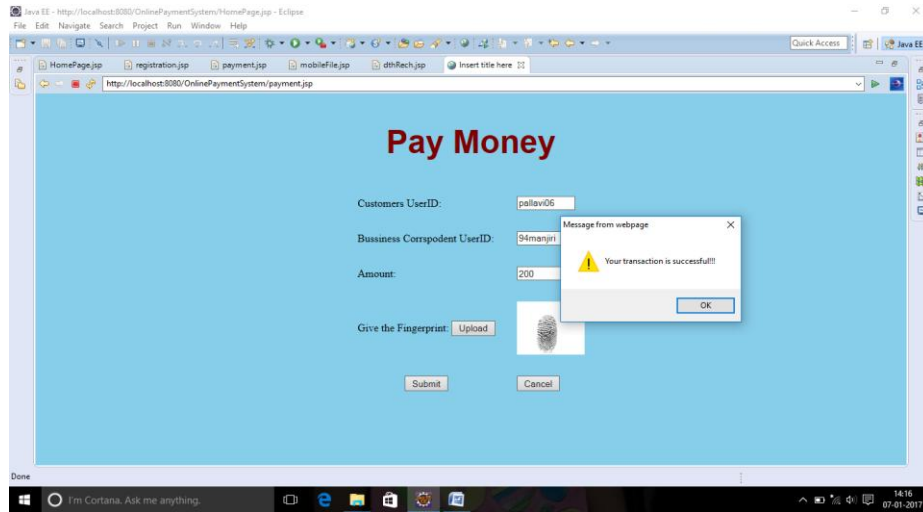 Java EE - http://localhost:8080/OnlinePaymentSystem/HomePage.jsp - Eclipse
File Edit Navigate Search Project Run Window Help
Quick Access Java EE
HomePage.jsp registration.jsp payment.jsp mobileFile.jsp dthRech.jsp Insert title here
http://localhost:8080/OnlinePaymentSystem/payment.jsp
Pay Money
Customers UserID: pallavi06
Message from webpage
Bussiness Corrspodent UserID: 94manjiri
Your transaction is successful!!!
Amount: 200
OK
Give the Fingerprint: Upload
Submit Cancel
Done
I'm Cortana. Ask me anything.
14:16
07-01-2017